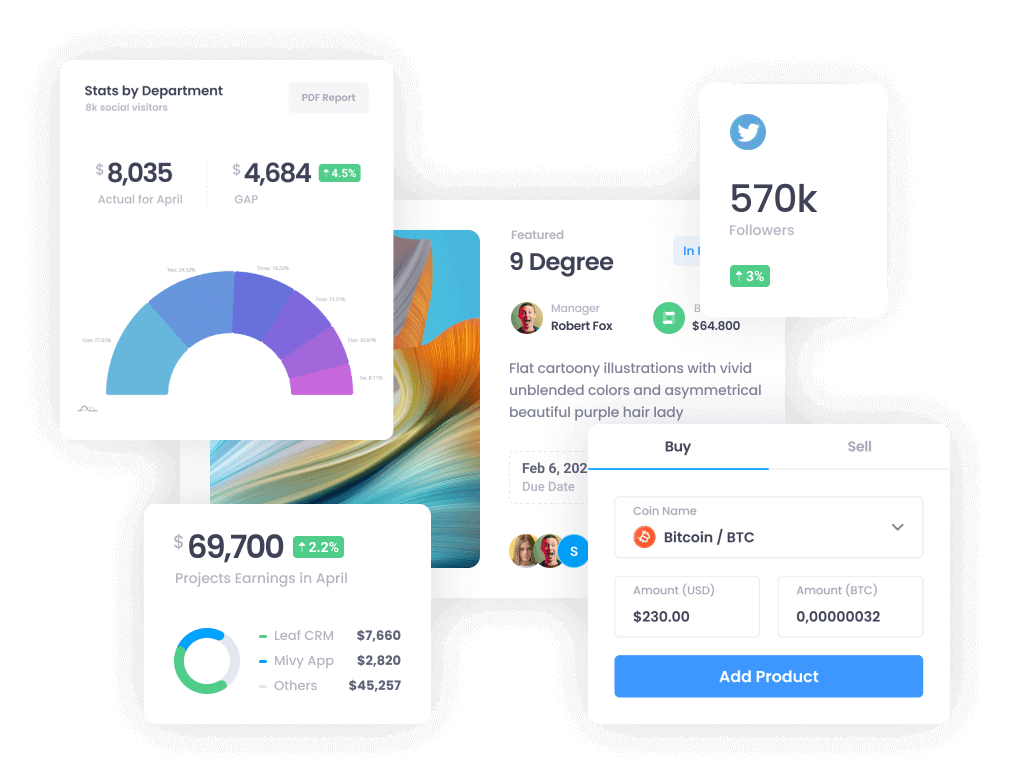 Stats by Department
8k social visitors
PDF Report
$8,035
Actual for April
$4,684
↑4.5%
GAP
Two: 24.32%
Three: 16.22%
Four: 13.51%
One: 27.03%
Five: 10.81%
Six: 8.11%
570k
Followers
↑3%
Featured
9 Degree
In
Manager
Robert Fox
$64.800
Flat cartoony illustrations with vivid
unblended colors and asymmetrical
beautiful purple hair lady
Feb 6, 202
Due Date
S
$69,700
↑2.2%
Projects Earnings in April
Leaf CRM $7,660
Mivy App $2,820
Others $45,257
Buy
Sell
Coin Name
Bitcoin / BTC
Amount (USD)
$230.00
Amount (BTC)
0,00000032
Add Product